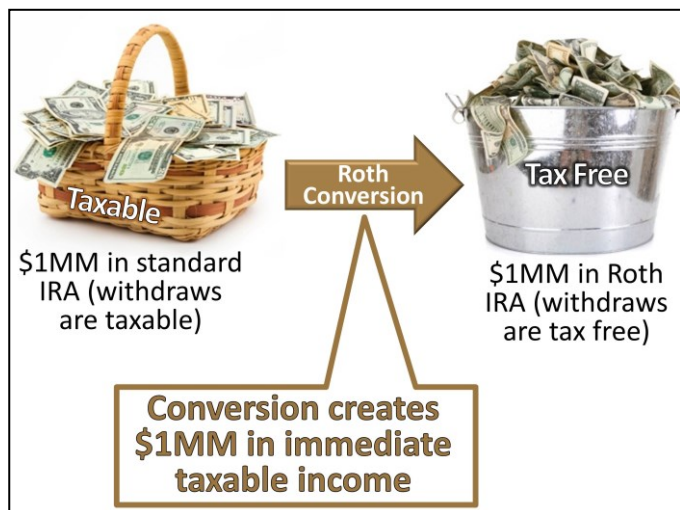 Taxable
$1MM in standard
IRA (withdraws
are taxable)
Roth
Conversion
Tax Free
$1MM in Roth
IRA (withdraws
are tax free)
Conversion creates
$1MM in immediate
taxable income